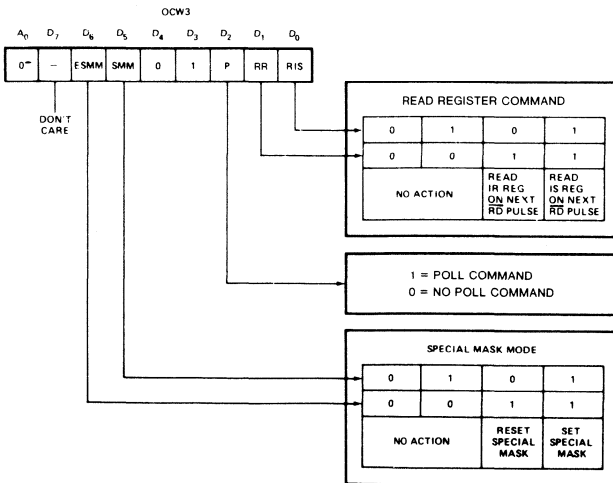 OCW3
A0 D7 D6 D5 D4 D3 D2 D1 D0
0 – ESMM SMM 0 1 P RR RIS
DON'T
CARE
READ REGISTER COMMAND
0 1 0 1
0 0 1 1
NO ACTION
READ
IR REG
ON NEXT
RD PULSE
READ
IS REG
ON NEXT
RD PULSE
1 = POLL COMMAND
0 = NO POLL COMMAND
SPECIAL MASK MODE
0 1 0 1
0 0 1 1
NO ACTION
RESET
SPECIAL
MASK
SET
SPECIAL
MASK